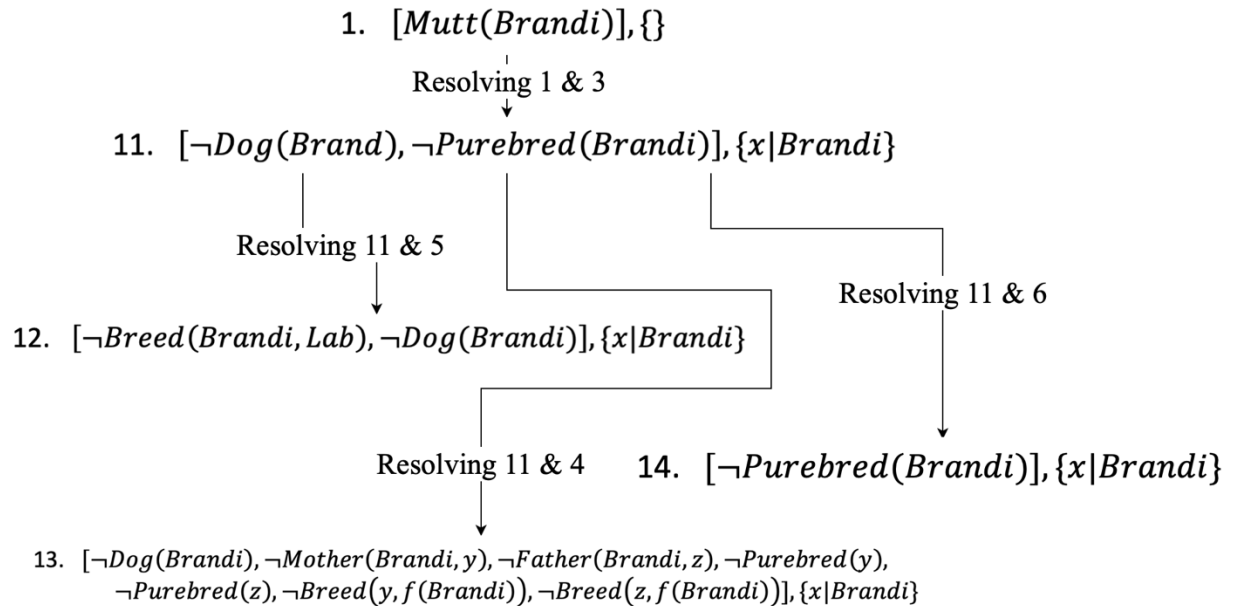 1. [Mutt(Brandi)],{}
Resolving 1 & 3
11. [¬Dog(Brand),¬Purebred(Brandi)],{x|Brandi}
Resolving 11 & 5
Resolving 11 & 6
12. [¬Breed(Brandi,Lab),¬Dog(Brandi)],{x|Brandi}
Resolving 11 & 4
14. [¬Purebred(Brandi)],{x|Brandi}
13. [¬Dog(Brandi),¬Mother(Brandi,y),¬Father(Brandi,z),¬Purebred(y),
¬Purebred(z),¬Breed(y,f(Brandi)),¬Breed(z,f(Brandi))],{x|Brandi}